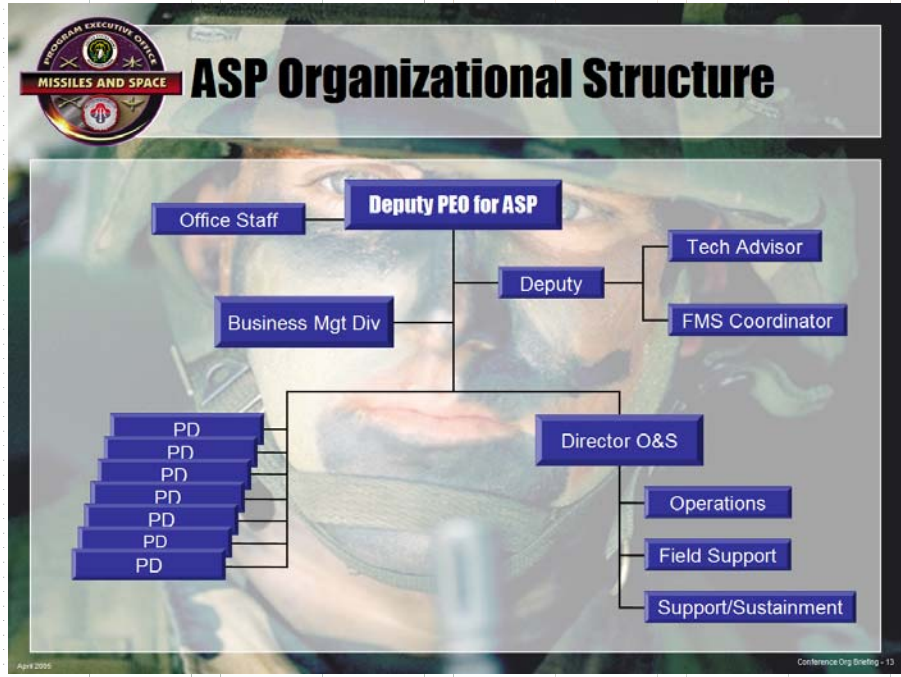 PROGRAM EXECUTIVE OFFICE
MISSILES AND SPACE
ASP Organizational Structure
Deputy PEO for ASP
Office Staff
Tech Advisor
Deputy
Business Mgt Div
FMS Coordinator
PD
PD
PD
PD
PD
PD
PD
Director O&S
Operations
Field Support
Support/Sustainment
April 2005
Conference Org Briefing - 13